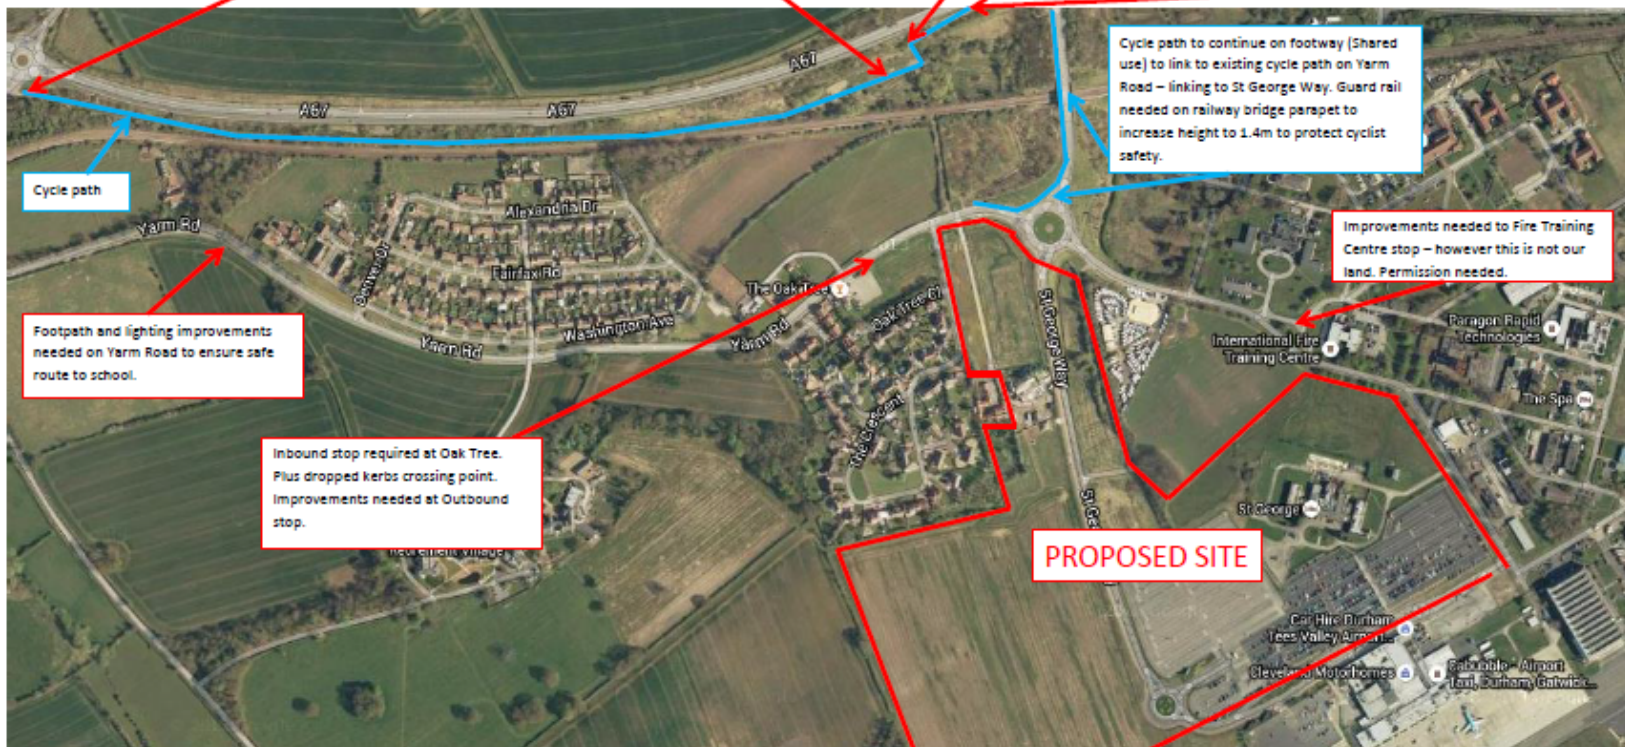 A67
Cycle path to continue on footway (Shared
use) to link to existing cycle path on Yarm
Road – linking to St George Way. Guard rail
needed on railway bridge parapet to
increase height to 1.4m to protect cyclist
safety.
A67
A67
Cycle path
Alexandria Dr
Yarm Rd
Denver Dr
Fairfax Rd
Improvements needed to Fire Training
Centre stop – however this is not our
land. Permission needed.
The Oak Tree
Oak Tree Cl
Footpath and lighting improvements
needed on Yarm Road to ensure safe
route to school.
Washington Ave
Yarm Rd
Yarm Rd
St George Way
International Fire
Training Centre
Paragon Rapid
Technologies
The Spa
The Crescent
Inbound stop required at Oak Tree.
Plus dropped kerbs crossing point.
Improvements needed at Outbound
stop.
Retirement Village
St George
PROPOSED SITE
Car Hire Durham
Tees Valley Airport...
Cleveland Motorhomes
Cabubble - Airport
Taxi, Durham, Gatwick...